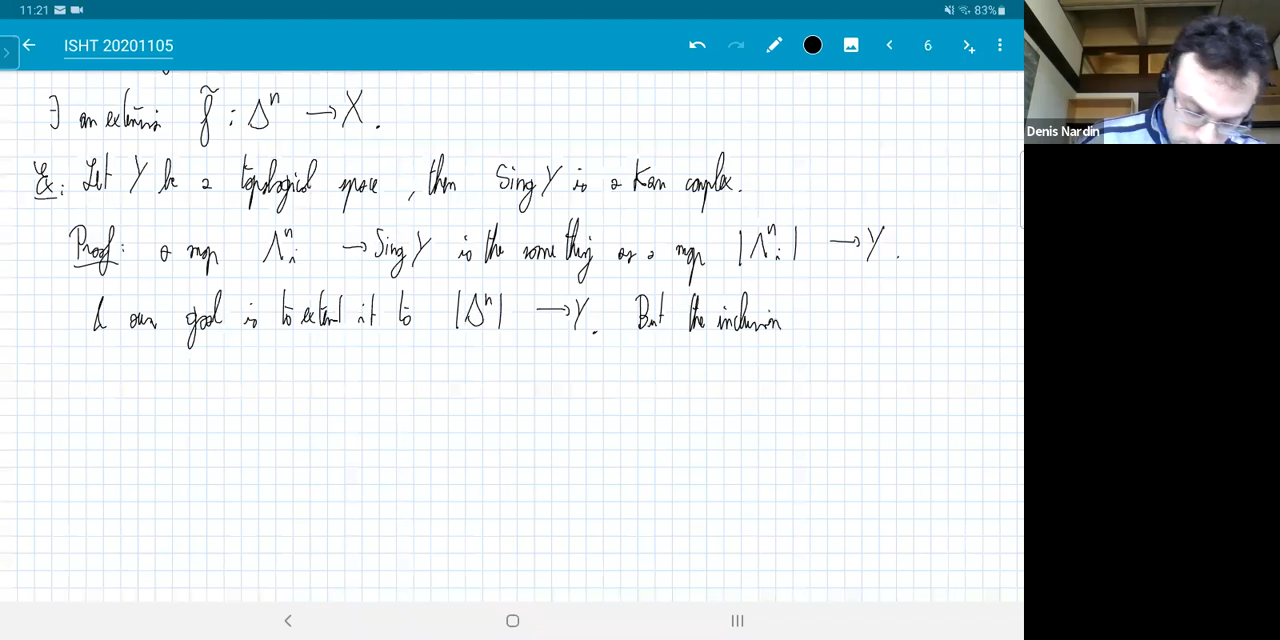 11:21 83%
ISHT 20201105 6
∃ an extension f̃ : Δⁿ → X.
Denis Nardin
Ex: Let Y be a topological space, then Sing Y is a Kan complex.
Proof: a map Λⁿᵢ → Sing Y is the same thing as a map |Λⁿᵢ| → Y.
& our goal is to extend it to |Δⁿ| → Y. But the inclusion